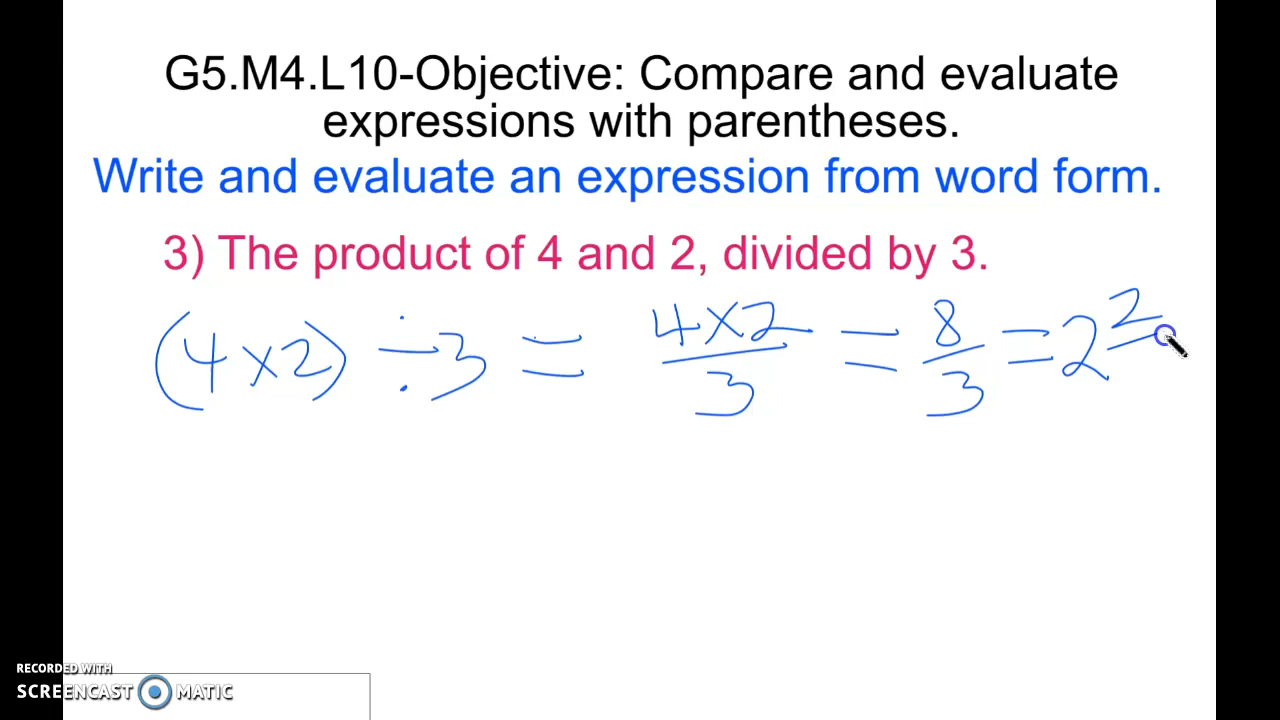 G5.M4.L10-Objective: Compare and evaluate
expressions with parentheses.
Write and evaluate an expression from word form.
3) The product of 4 and 2, divided by 3.
(4×2) ÷3 = 4×2/3 = 8/3 = 2 2/
RECORDED WITH
SCREENCAST MATIC